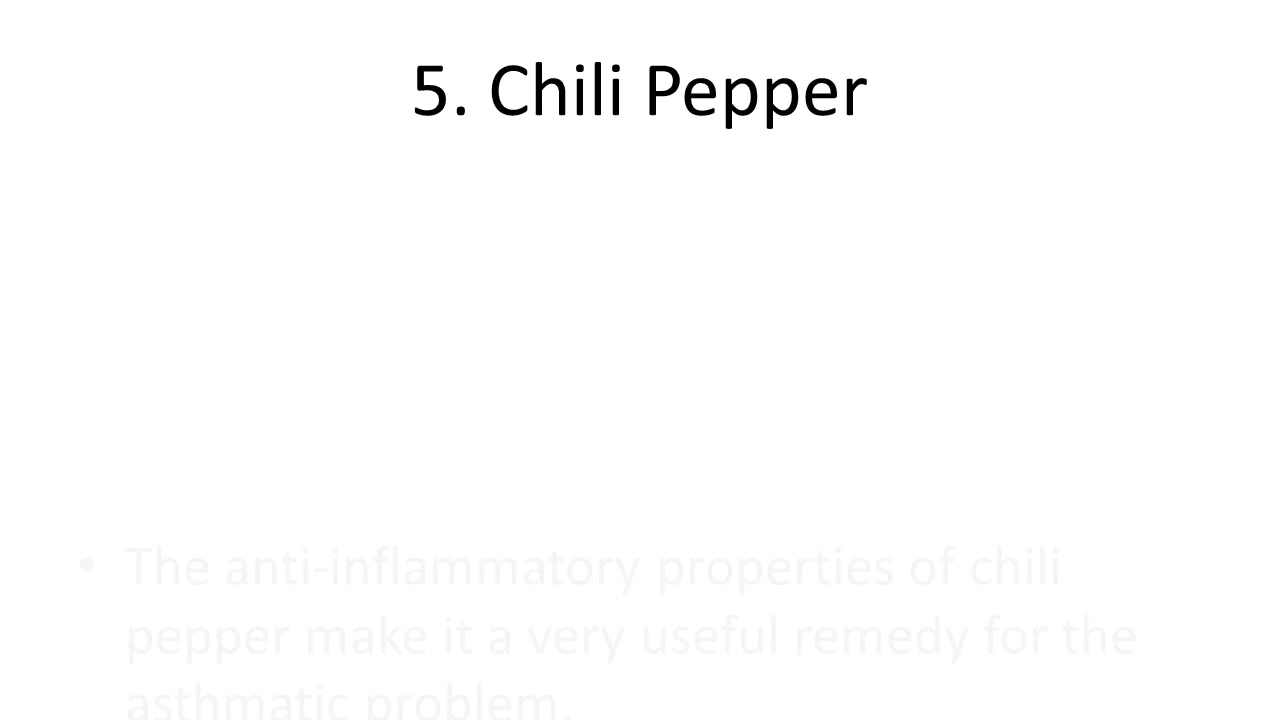 5. Chili Pepper
• The anti-inflammatory properties of chili
pepper make it a very useful remedy for the
asthmatic problem.